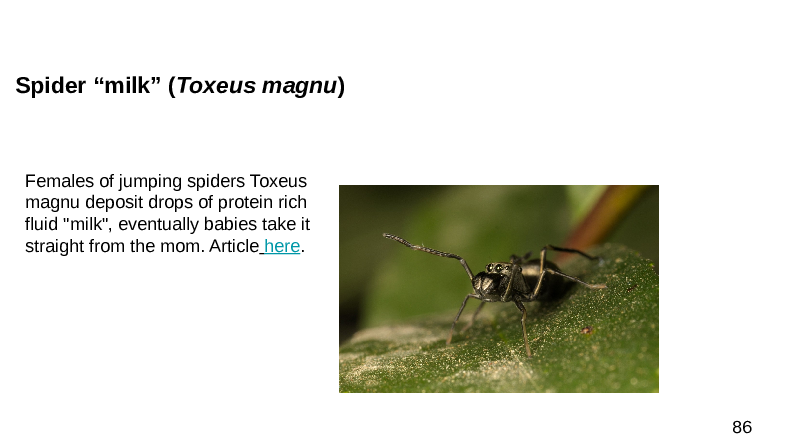 Spider “milk” (Toxeus magnu)
Females of jumping spiders Toxeus
magnu deposit drops of protein rich
fluid "milk", eventually babies take it
straight from the mom. Article here.
86